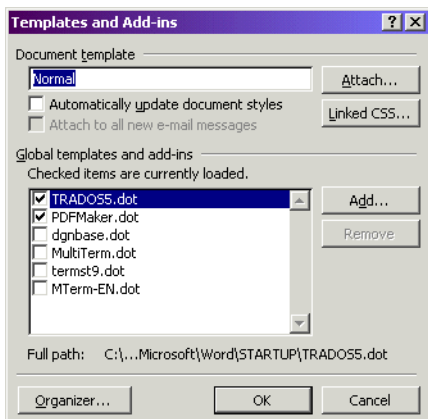 Templates and Add-ins
Document template
Normal
Attach...
Automatically update document styles
Attach to all new e-mail messages
Linked CSS...
Global templates and add-ins
Checked items are currently loaded.
TRADOS5.dot
PDFMaker.dot
dgnbase.dot
MultiTerm.dot
termst9.dot
MTerm-EN.dot
Add...
Remove
Full path: C:\...Microsoft\Word\STARTUP\TRADOS5.dot
Organizer...
OK
Cancel